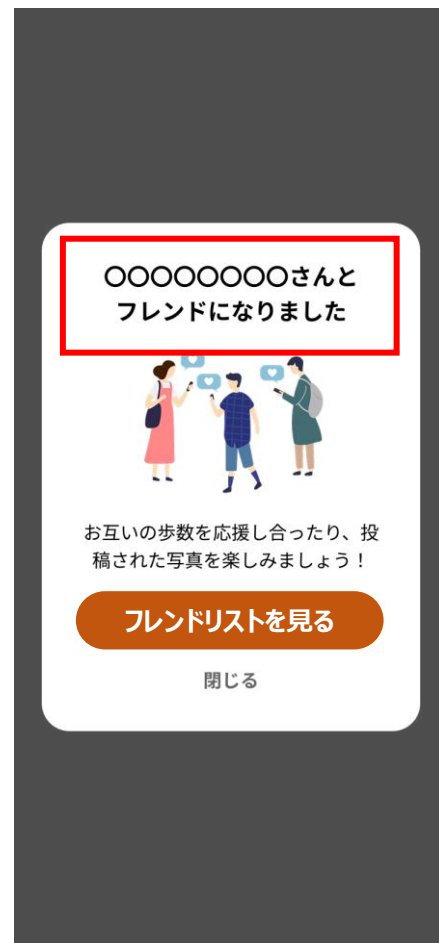 〇〇〇〇〇〇〇〇さんと
フレンドになりました
お互いの歩数を応援し合ったり、投
稿された写真を楽しみましょう！
フレンドリストを見る
閉じる